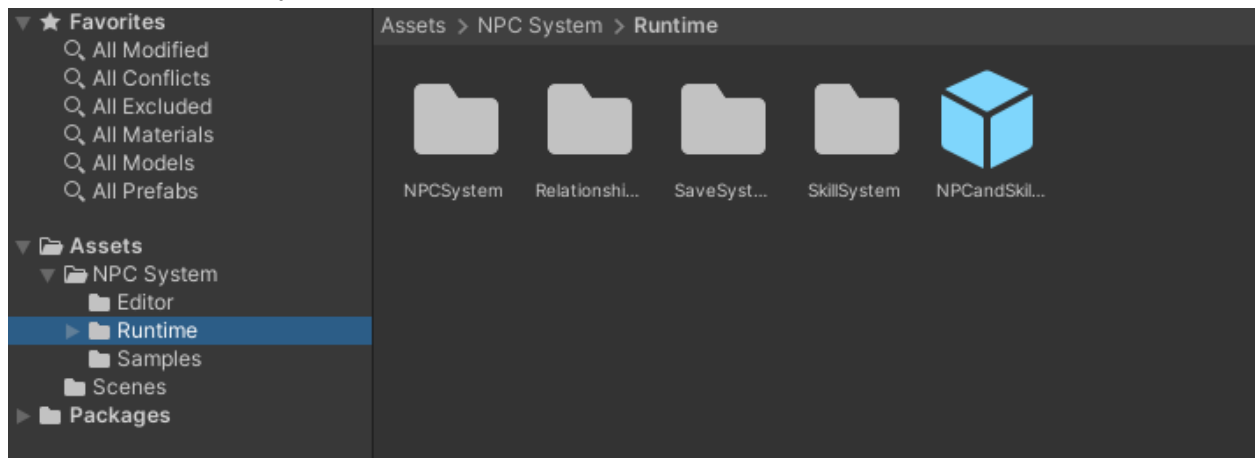 Favorites
All Modified
All Conflicts
All Excluded
All Materials
All Models
All Prefabs
Assets
NPC System
Editor
Runtime
Samples
Scenes
Packages
Assets > NPC System > Runtime
NPCSystem Relationshi... SaveSyst... SkillSystem NPCandSkil...